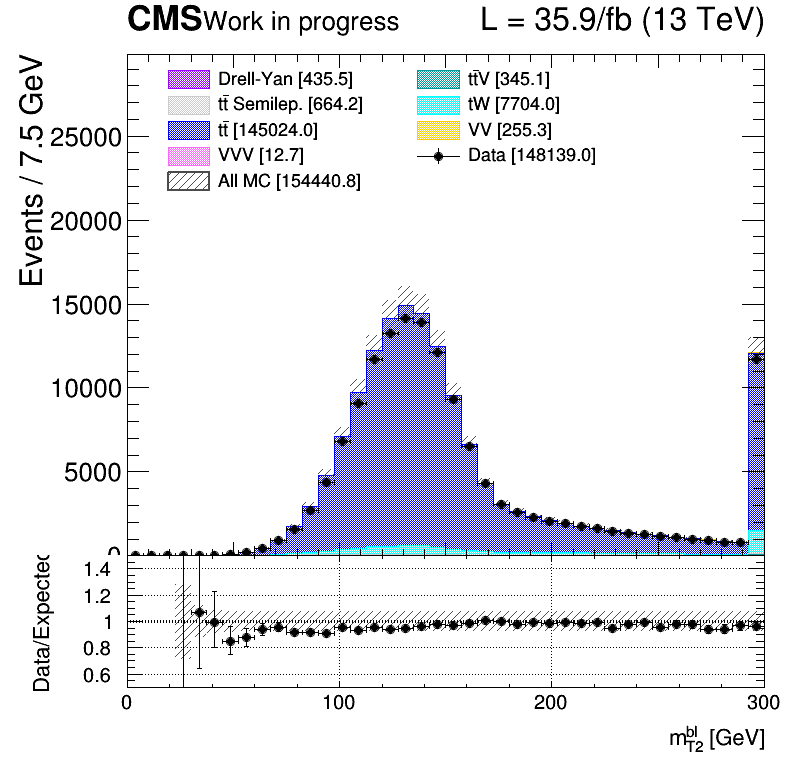 CMS Work in progress L = 35.9/fb (13 TeV)
Events / 7.5 GeV
Drell-Yan [435.5]
tt̄ Semilep. [664.2]
tt̄ [145024.0]
VVV [12.7]
All MC [154440.8]
tt̄V [345.1]
tW [7704.0]
VV [255.3]
Data [148139.0]
25000
20000
15000
10000
5000
0
Data/Expected
1.4
1.2
1
0.8
0.6
0 100 200 300
m_{T2}^{bl} [GeV]